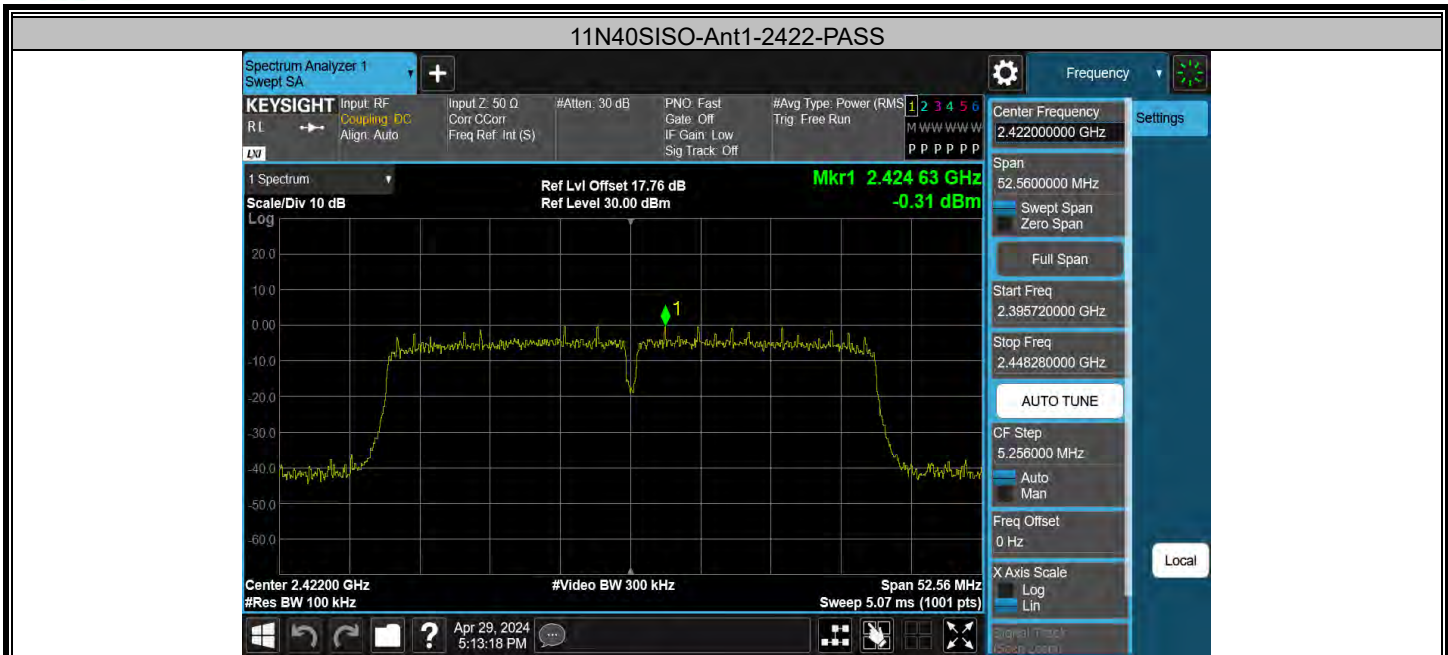 11N40SISO-Ant1-2422-PASS
Spectrum Analyzer 1
Swept SA
+
Frequency
KEYSIGHT
RL
LXI
Input: RF
Coupling: DC
Align: Auto
Input Z: 50 Ω
Corr CCorr
Freq Ref: Int (S)
#Atten: 30 dB
PNO: Fast
Gate: Off
IF Gain: Low
Sig Track: Off
#Avg Type: Power (RMS
Trig: Free Run
1 2 3 4 5 6
M W W W W W
P P P P P P
1 Spectrum
Scale/Div 10 dB
Log
Ref Lvl Offset 17.76 dB
Ref Level 30.00 dBm
Mkr1 2.424 63 GHz
-0.31 dBm
20.0
10.0
0.00
-10.0
-20.0
-30.0
-40.0
-50.0
-60.0
1
Center 2.42200 GHz
#Res BW 100 kHz
#Video BW 300 kHz
Span 52.56 MHz
Sweep 5.07 ms (1001 pts)
Center Frequency
2.422000000 GHz
Settings
Span
52.5600000 MHz
Swept Span
Zero Span
Full Span
Start Freq
2.395720000 GHz
Stop Freq
2.448280000 GHz
AUTO TUNE
CF Step
5.256000 MHz
Auto
Man
Freq Offset
0 Hz
X Axis Scale
Log
Lin
Local
Signal Track
(Span Zoom)
?
Apr 29, 2024
5:13:18 PM